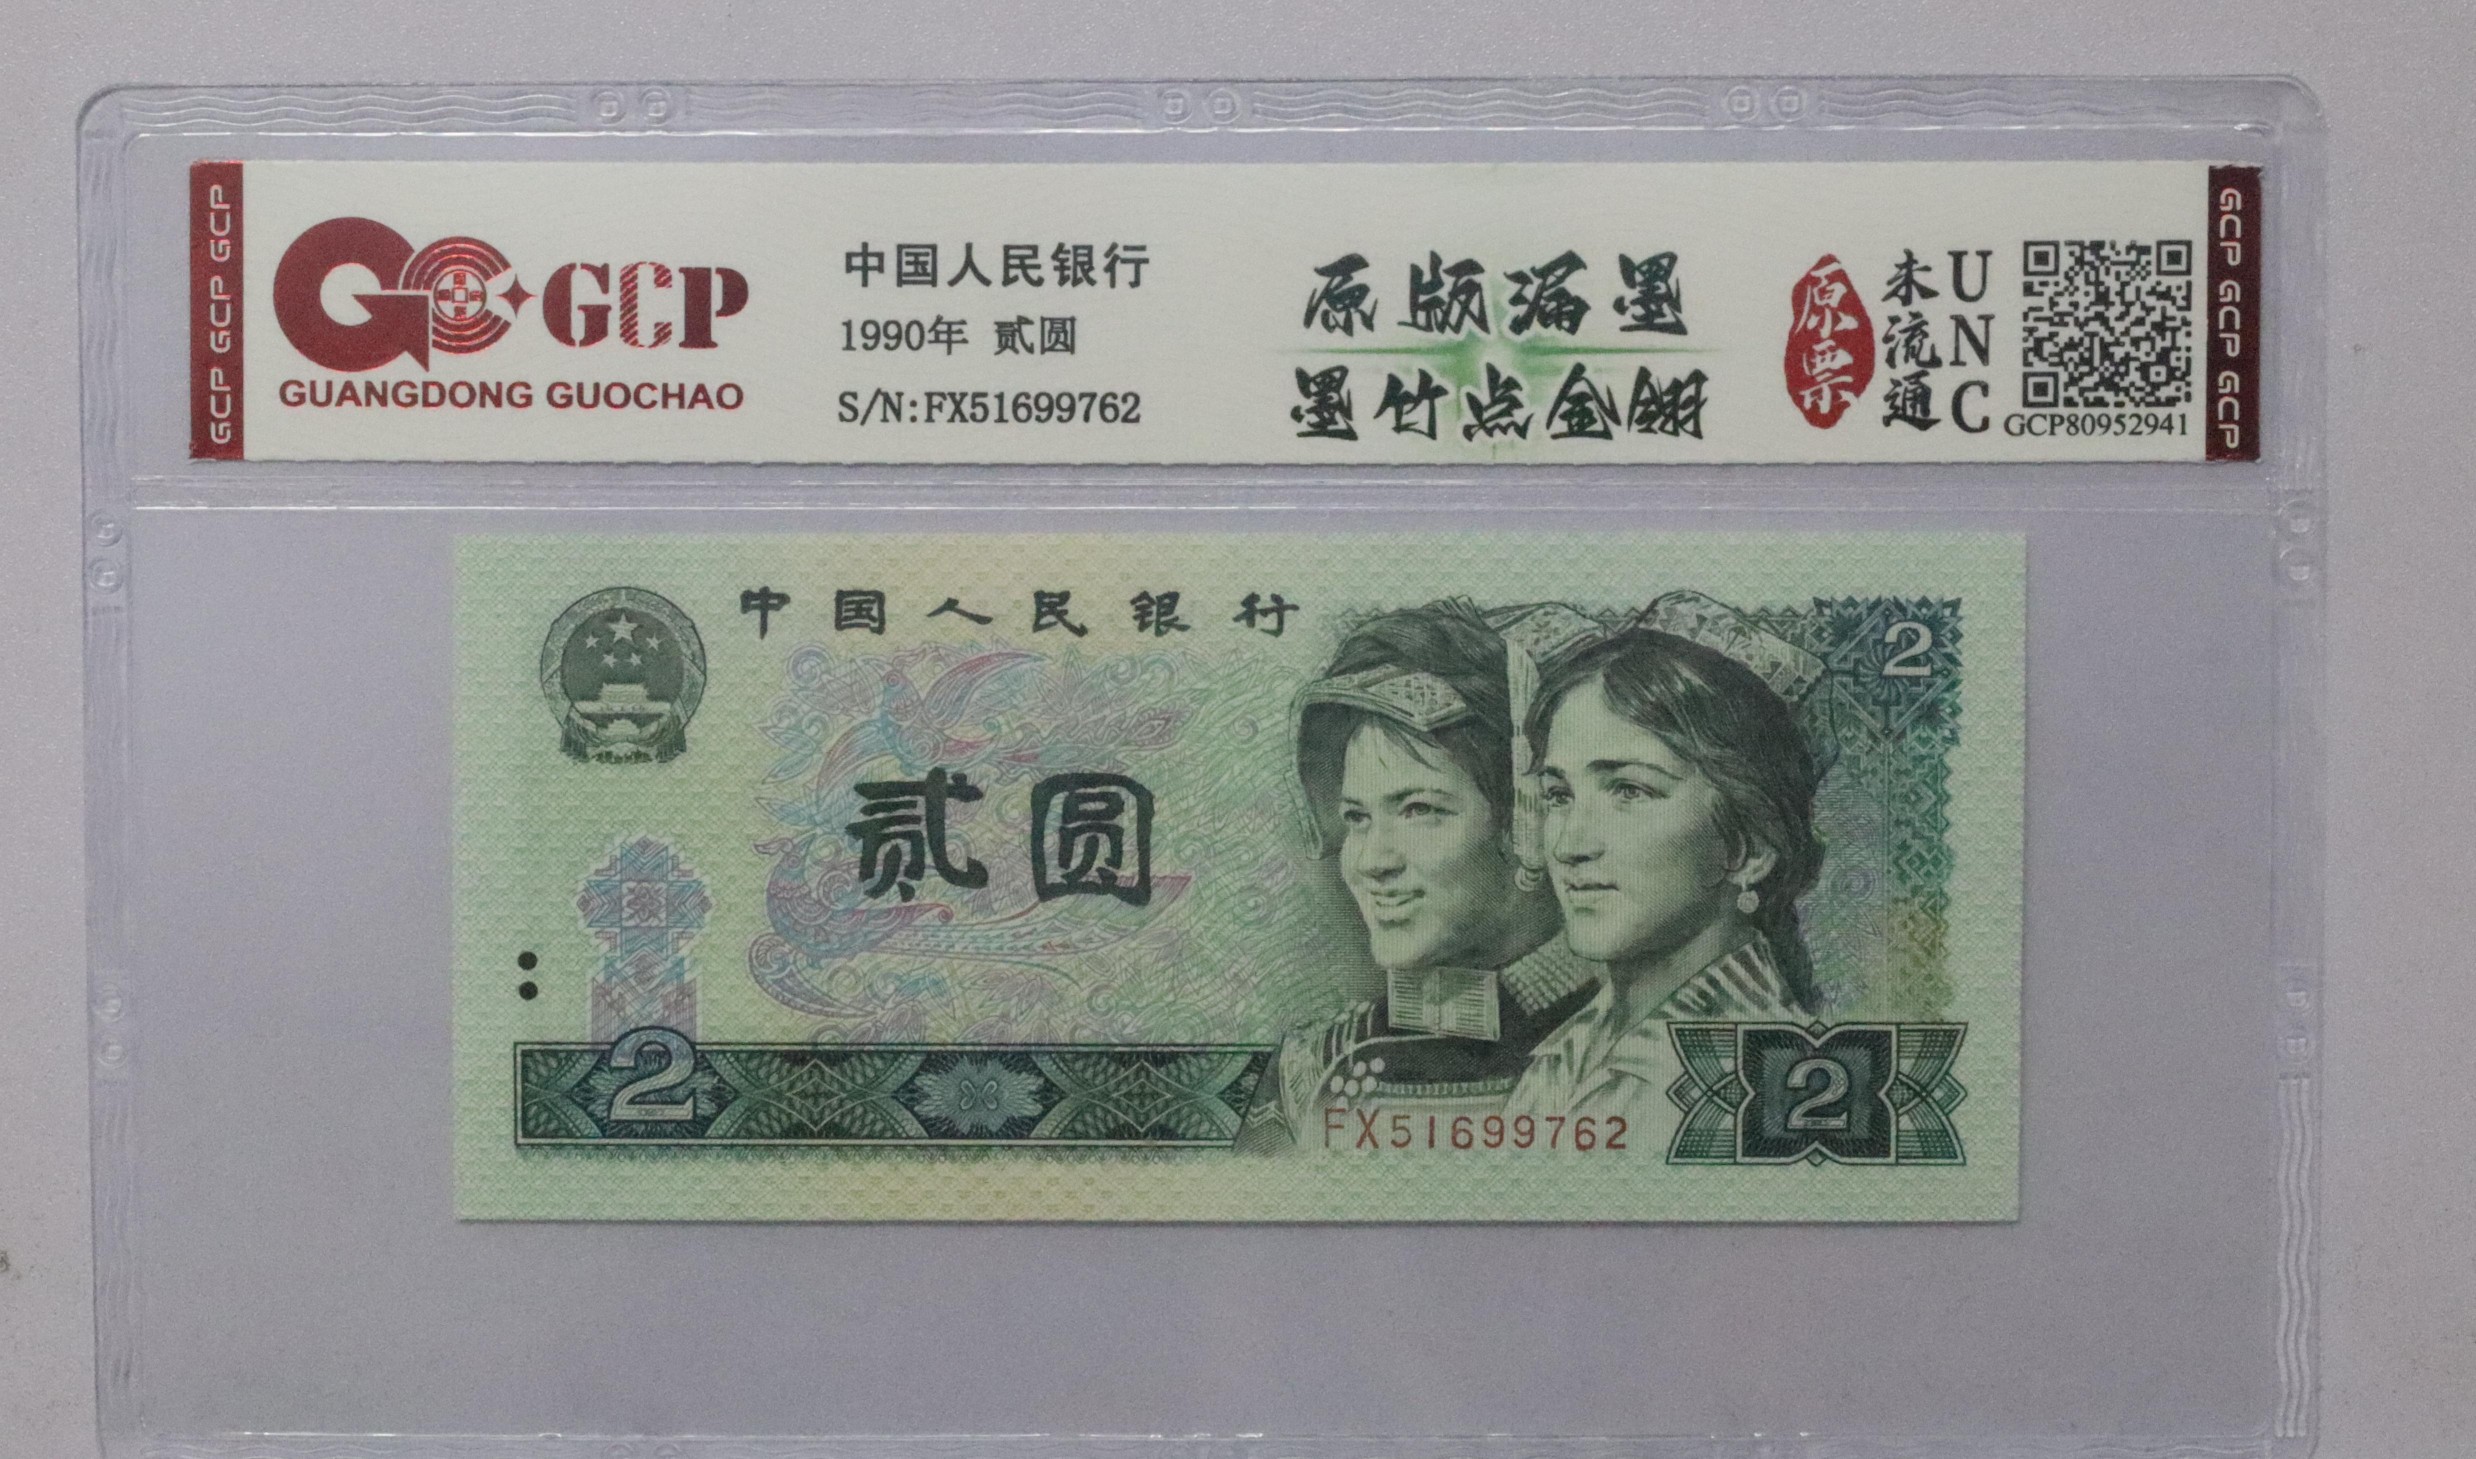 GCP GCP GCP
GCP
GUANGDONG GUOCHAO
中国人民银行
1990年 贰圆
S/N:FX51699762
原版漏墨
墨竹点金翎
原票
未流通
UNC
GCP80952941
GCP GCP GCP
中国人民银行
2
贰圆
2
FX51699762
2